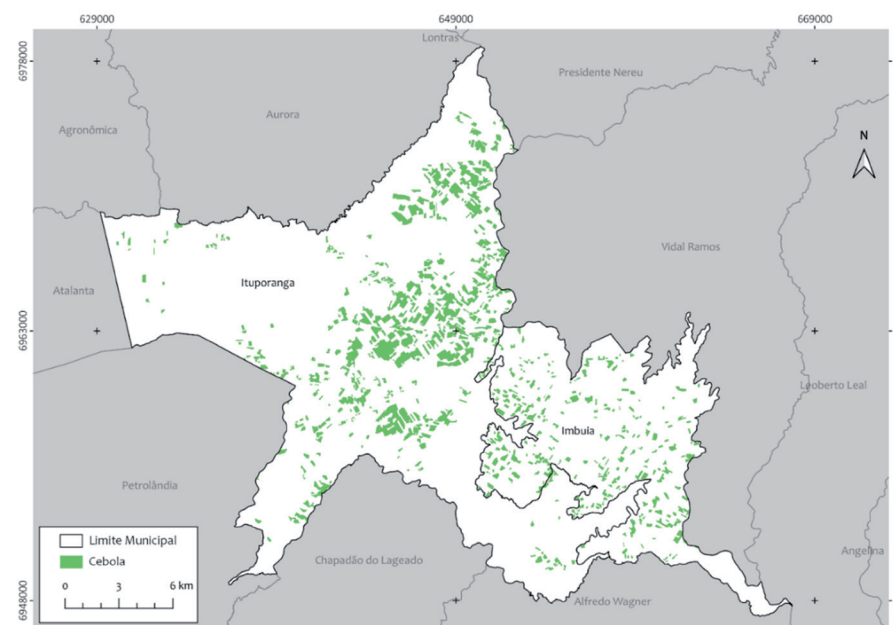 629000
649000
669000
Lontras
6978000
Presidente Nereu
Aurora
Agronômica
N
Vidal Ramos
Ituporanga
Atalanta
6963000
Leoberto Leal
Imbuia
Petrolândia
Limite Municipal
Cebola
0 3 6 km
Chapadão do Lageado
Angelina
Alfredo Wagner
6948000